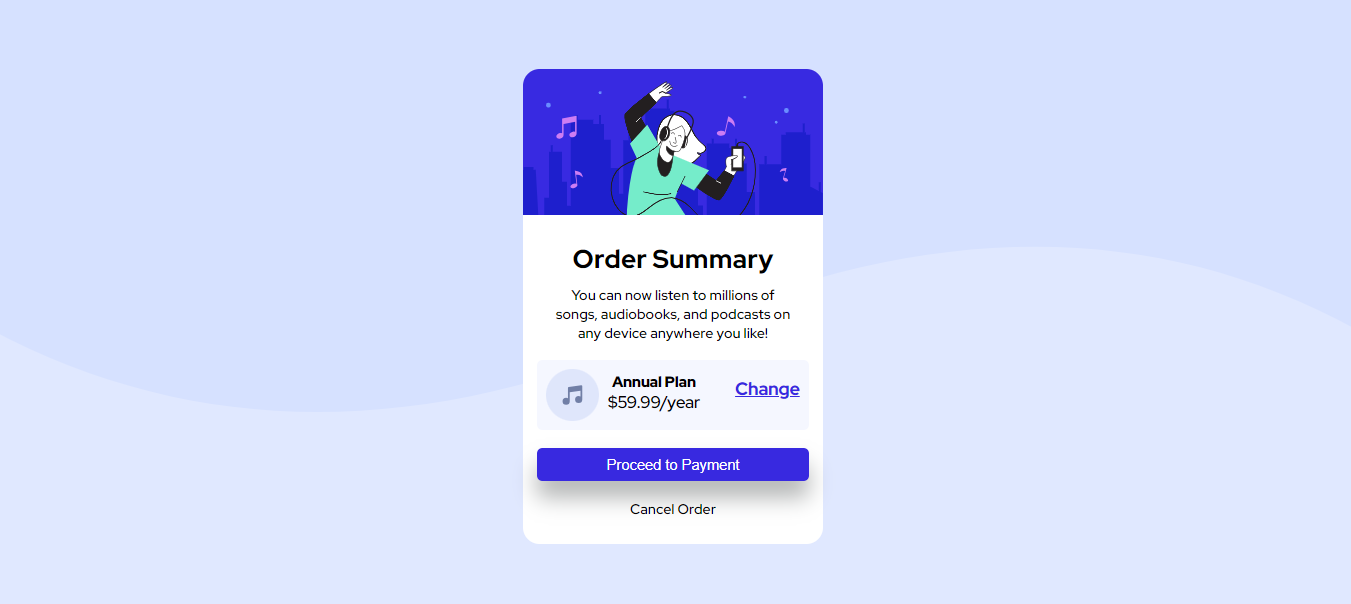 Order Summary
You can now listen to millions of
songs, audiobooks, and podcasts on
any device anywhere you like!
Annual Plan
$59.99/year
Change
Proceed to Payment
Cancel Order